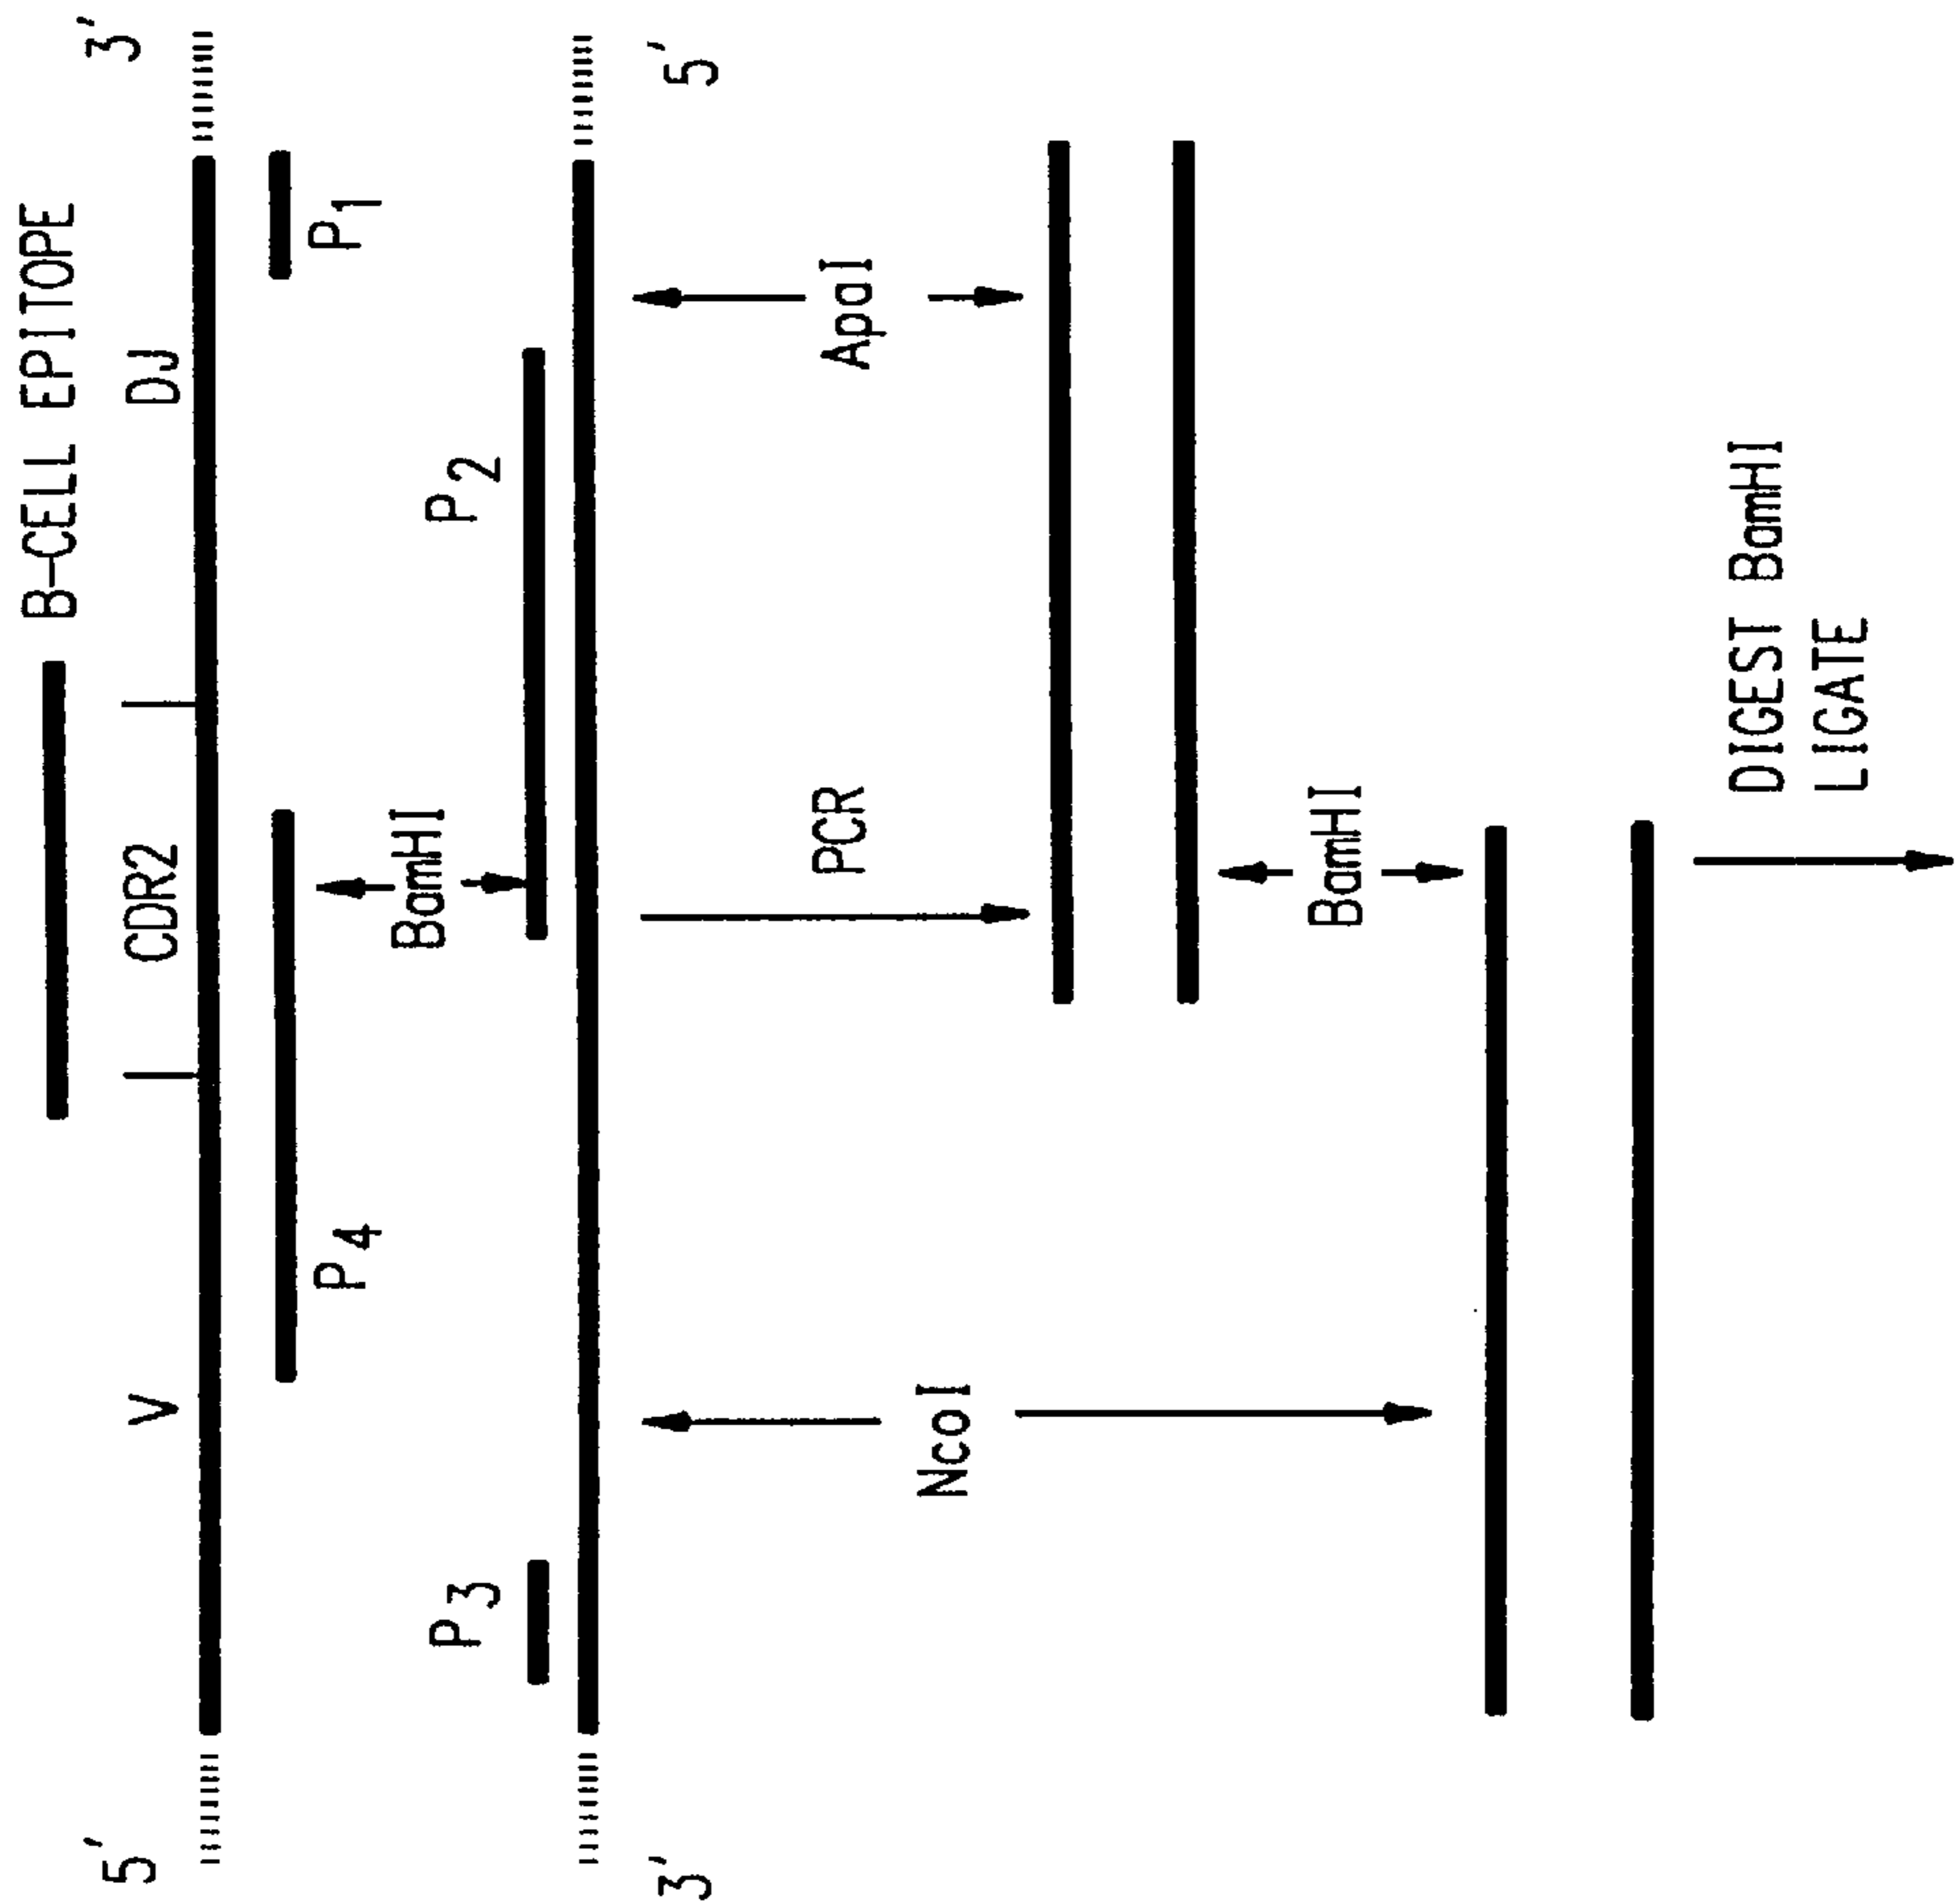 B-CELL EPITOPE
5' V CDR2 DJ 3'
P4 P1
BamHI
P3 P2
3' 5'
PCR ApoI
NcoI
BamHI
DIGEST BamHI
LIGATE